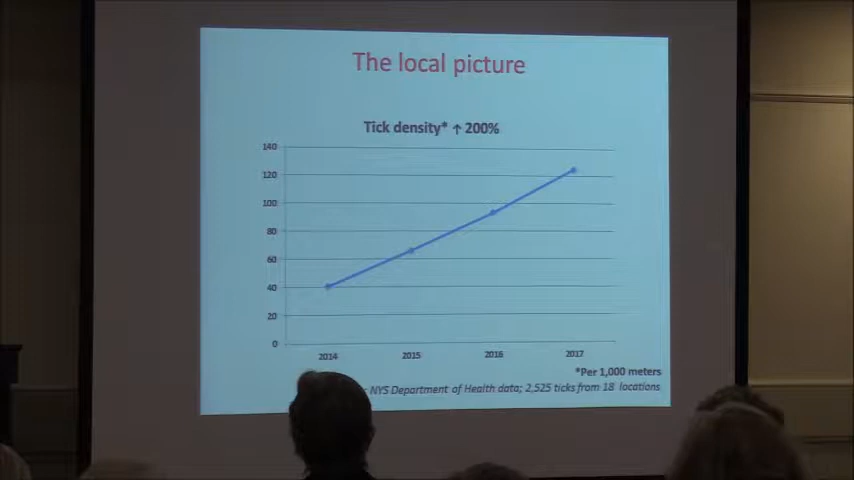 The local picture
Tick density* ↑ 200%
140
120
100
80
60
40
20
0
2014 2015 2016 2017
*Per 1,000 meters
NYS Department of Health data; 2,525 ticks from 18 locations